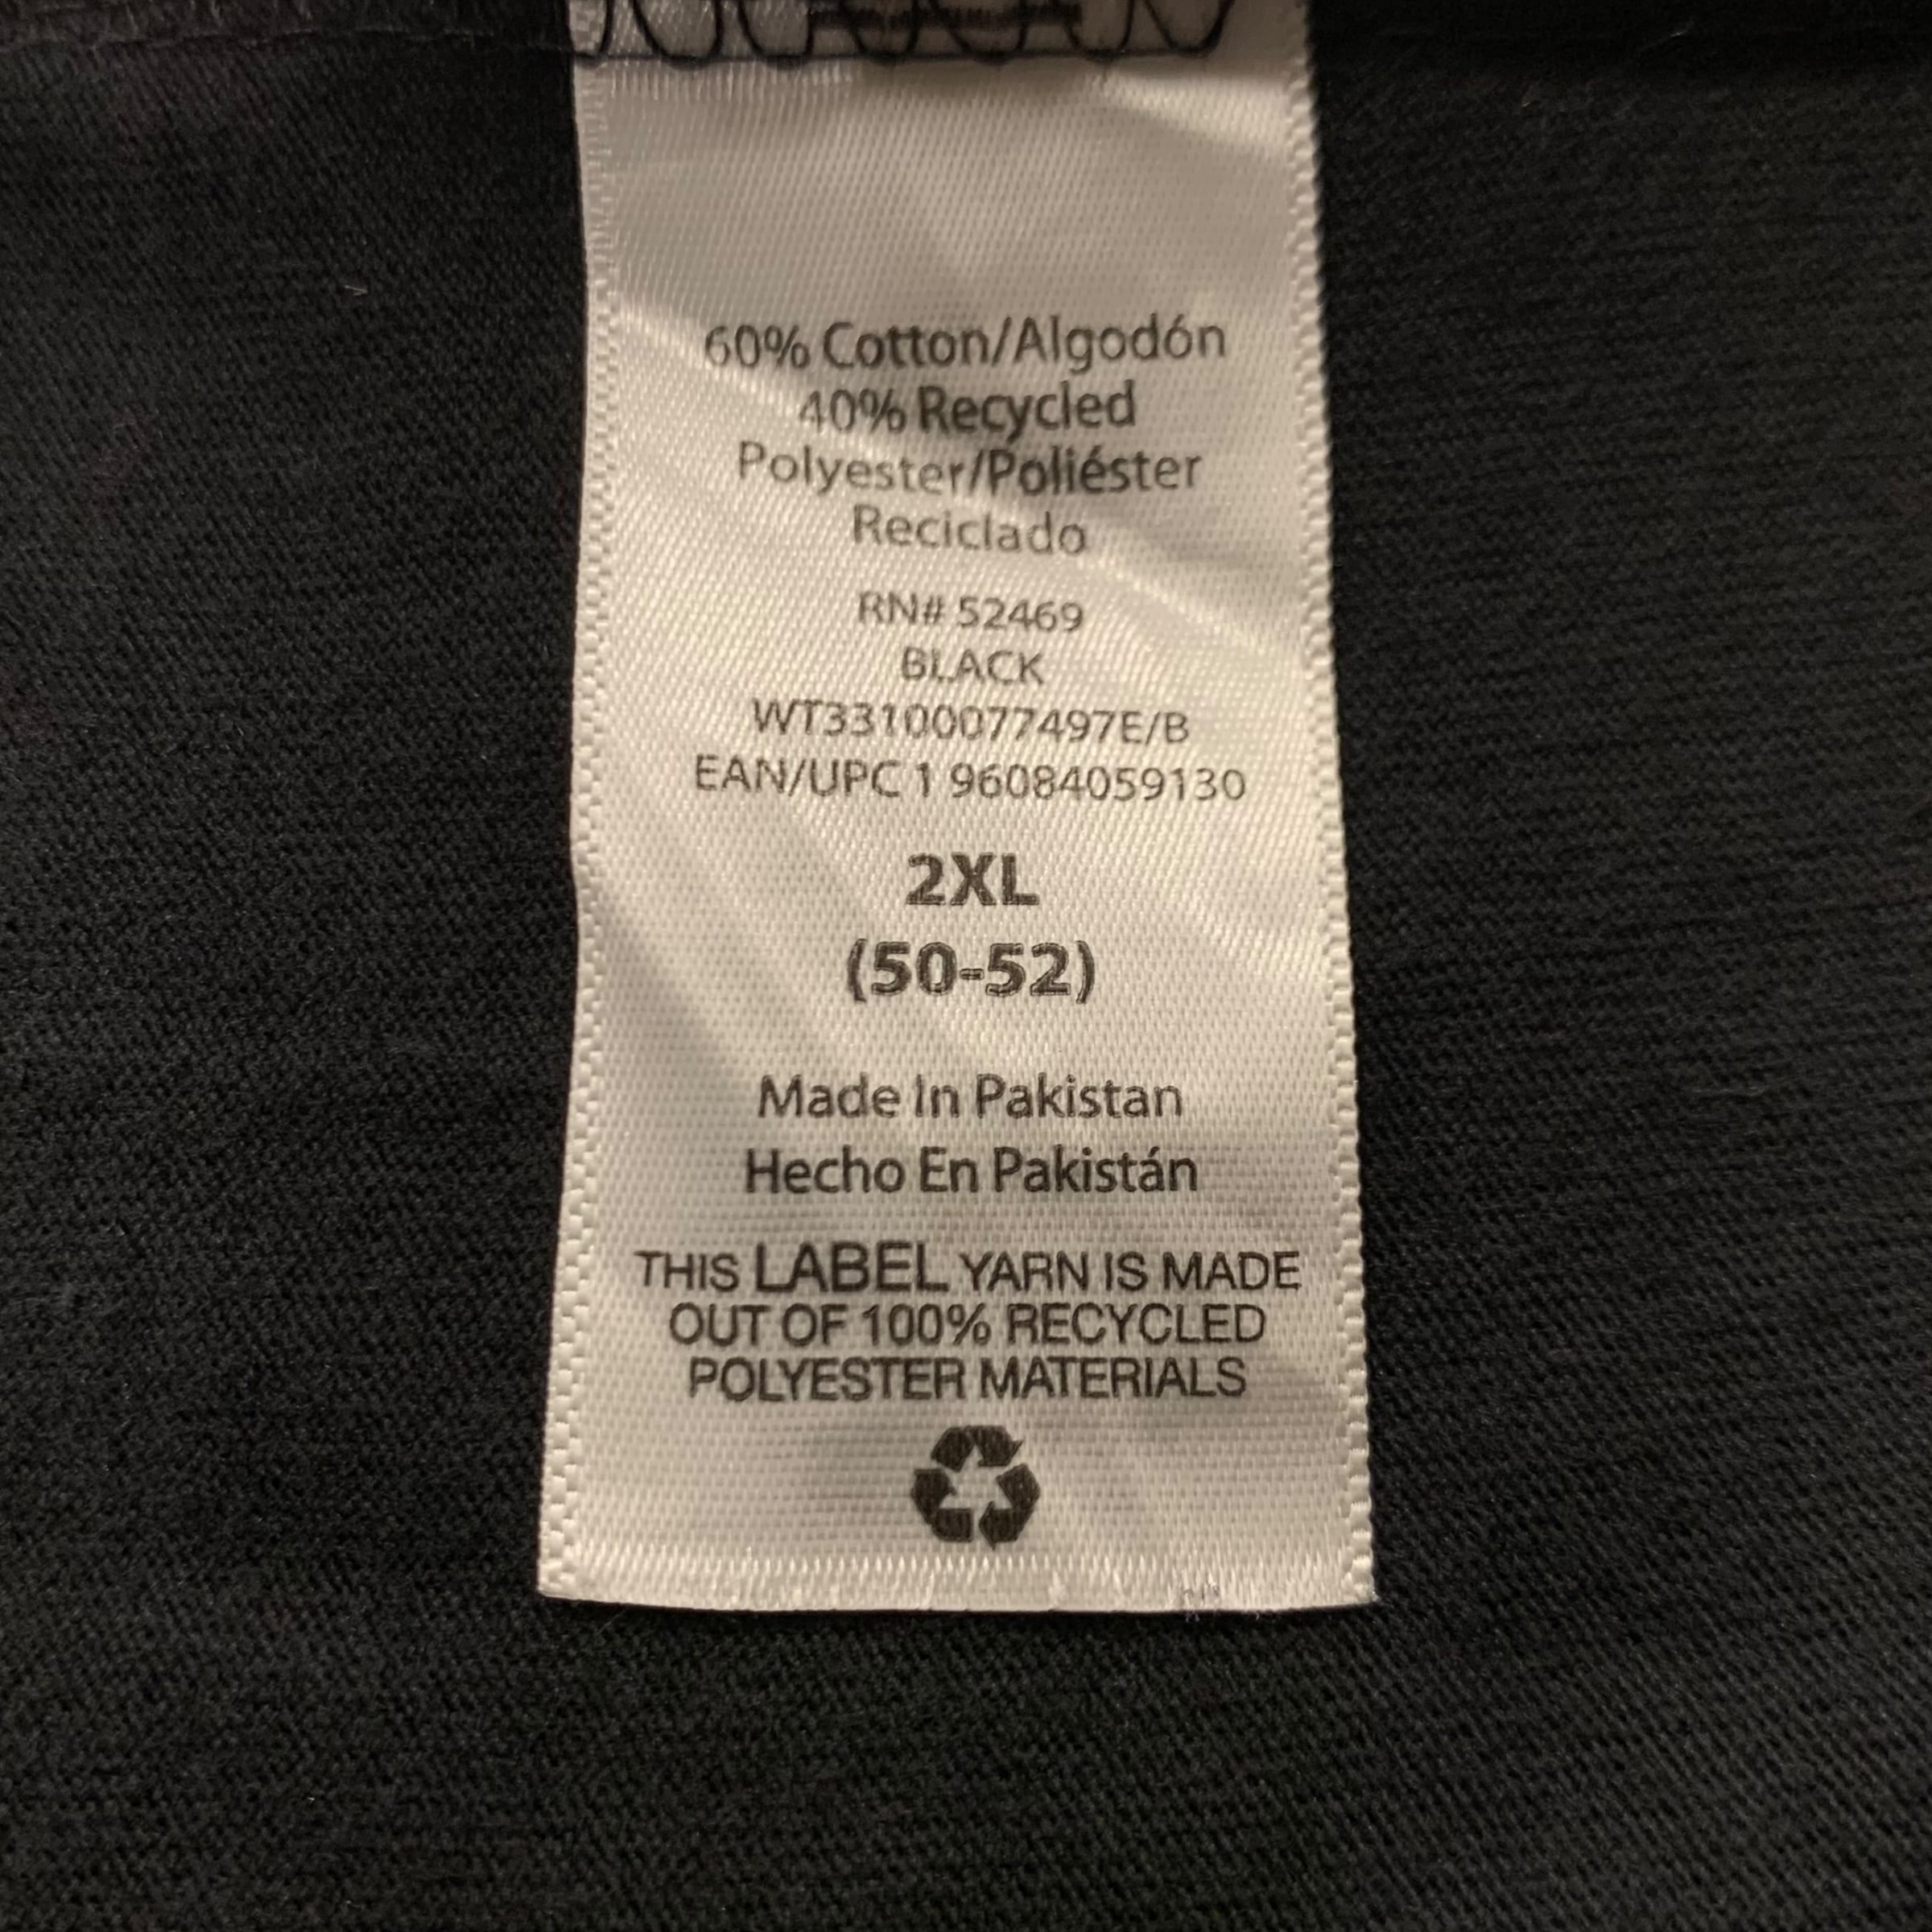 60% Cotton/Algodón
40% Recycled
Polyester/Poliéster
Reciclado
RN# 52469
BLACK
WT33100077497E/B
EAN/UPC 1 96084059130
2XL
(50-52)
Made In Pakistan
Hecho En Pakistán
THIS LABEL YARN IS MADE
OUT OF 100% RECYCLED
POLYESTER MATERIALS